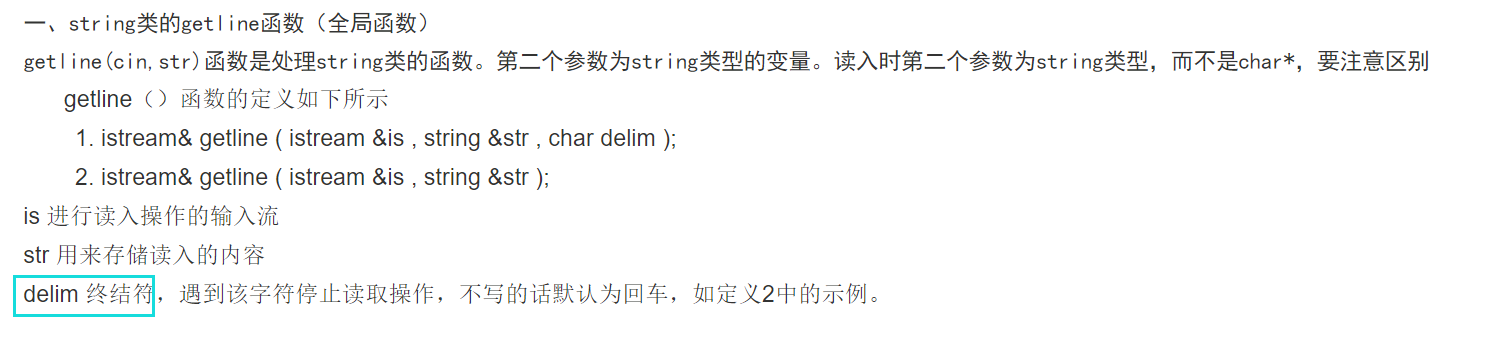 一、string类的getline函数（全局函数）
getline(cin,str)函数是处理string类的函数。第二个参数为string类型的变量。读入时第二个参数为string类型，而不是char*，要注意区别
getline（）函数的定义如下所示
1. istream& getline ( istream &is , string &str , char delim );
2. istream& getline ( istream &is , string &str );
is 进行读入操作的输入流
str 用来存储读入的内容
delim 终结符，遇到该字符停止读取操作，不写的话默认为回车，如定义2中的示例。